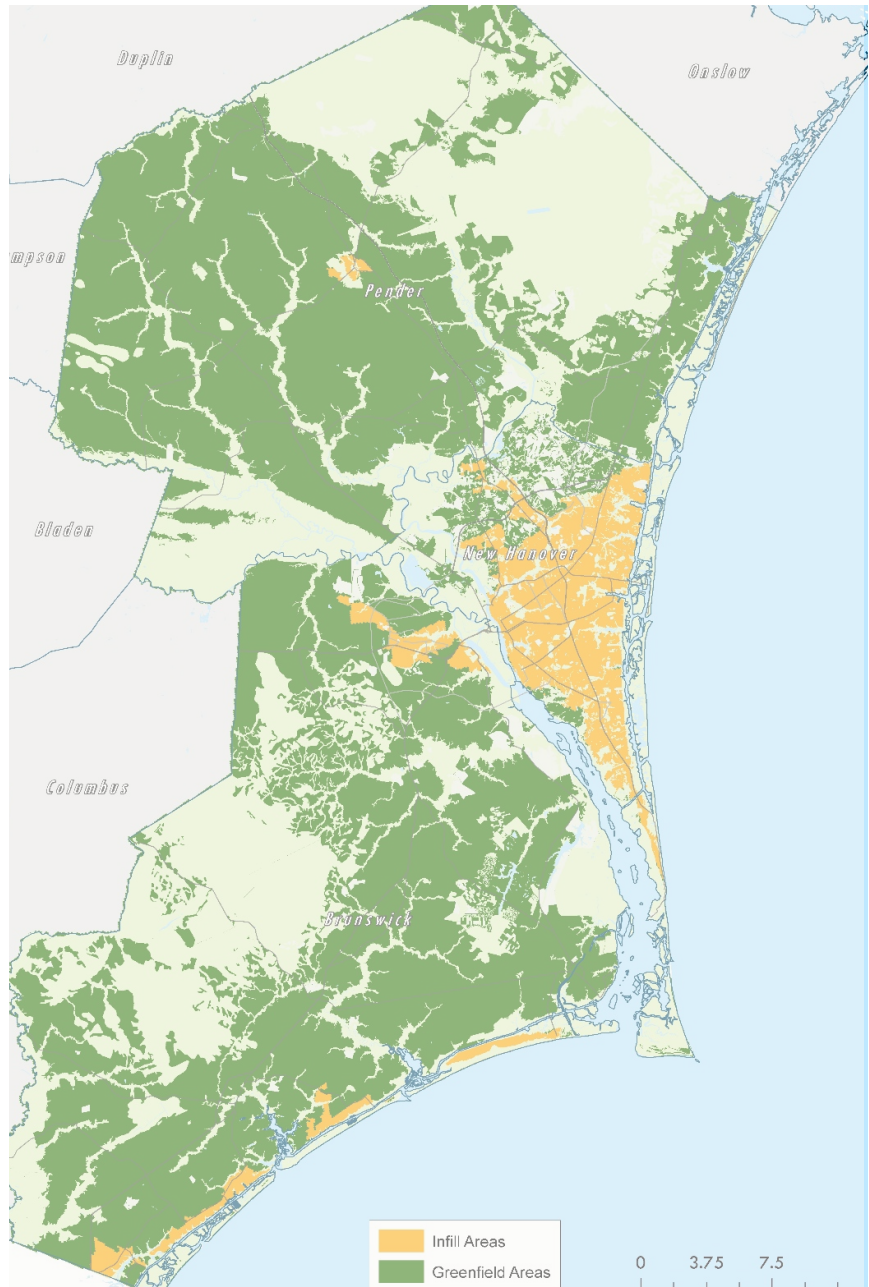 Duplin
Onslow
mpson
Pender
Bladen
New Hanover
Columbus
Brunswick
Infill Areas
Greenfield Areas
0 3.75 7.5